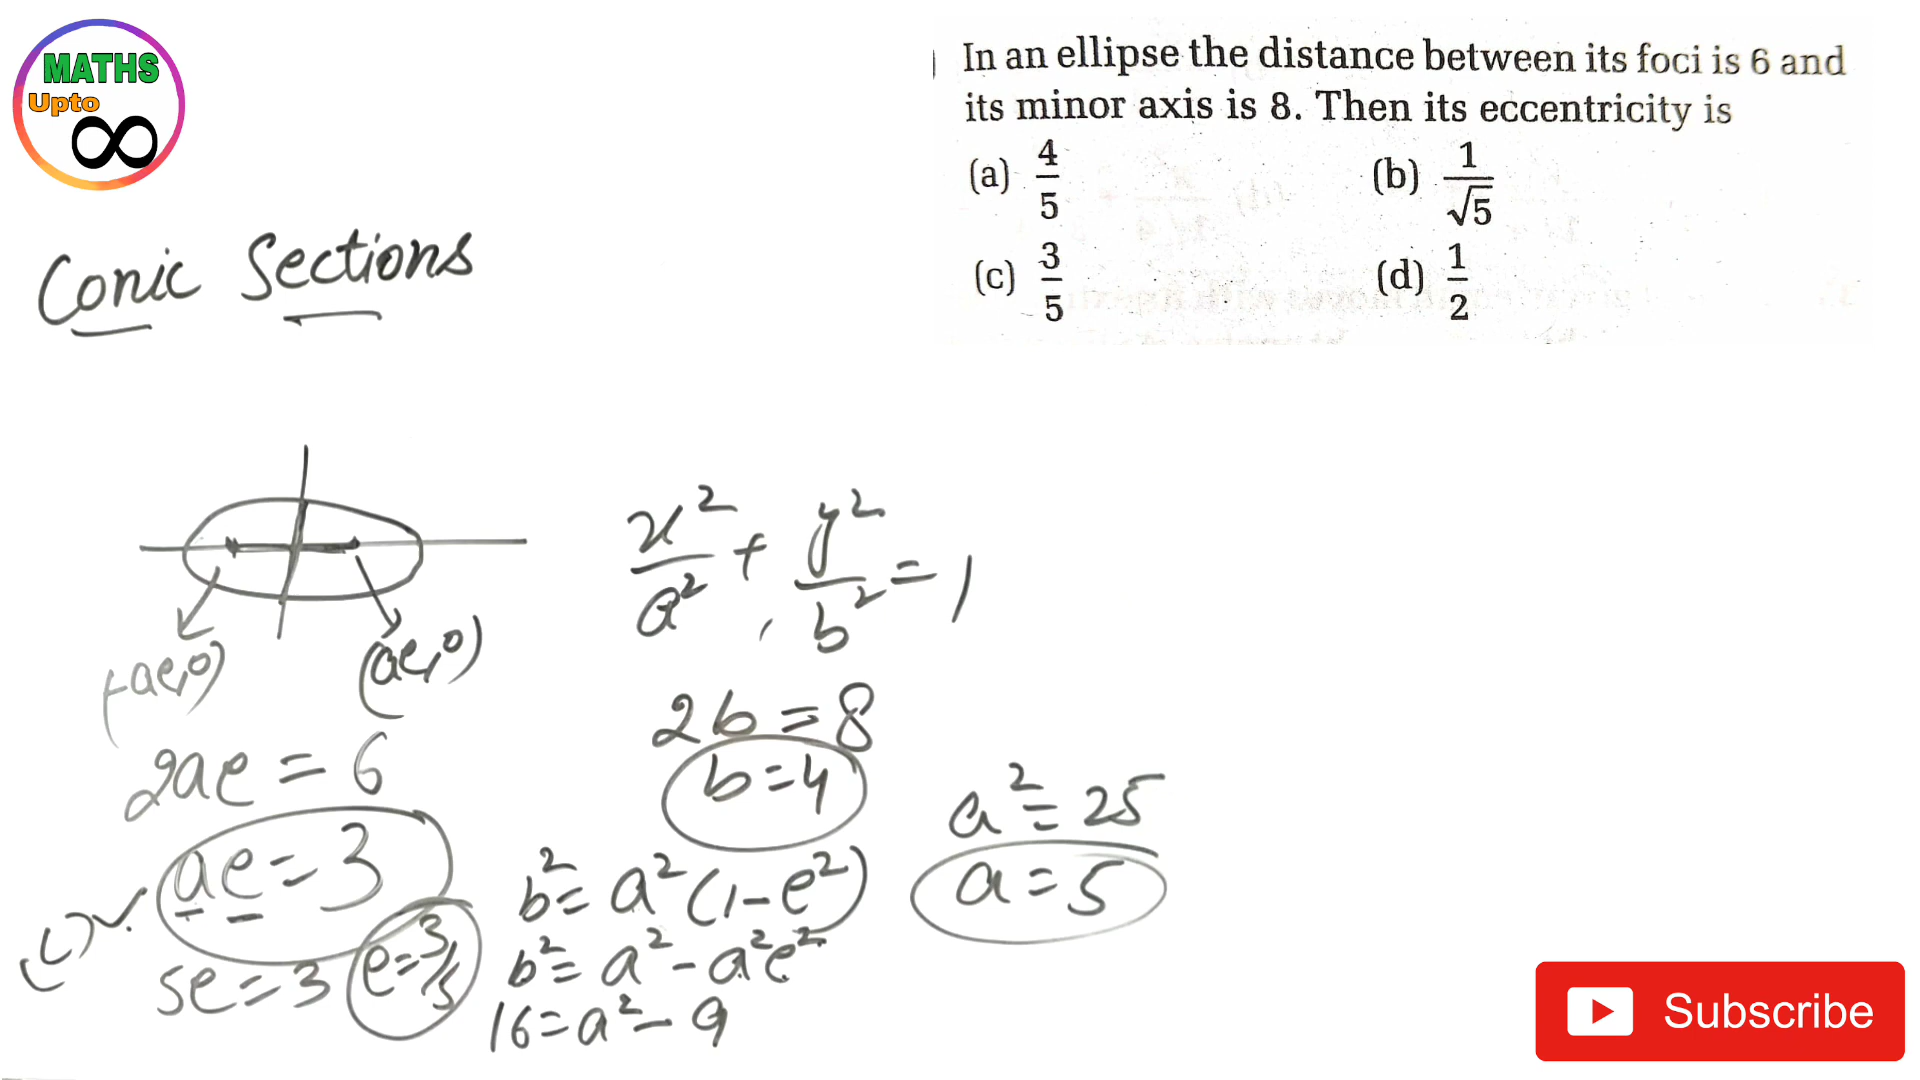 MATHS
Upto
∞
In an ellipse the distance between its foci is 6 and
its minor axis is 8. Then its eccentricity is
(a) 4/5 (b) 1/√5
(c) 3/5 (d) 1/2
Conic Sections
x²/a² + y²/b² = 1
(-ae,0) (ae,0)
2ae = 6
ae = 3
5e = 3 e = 3/5
2b = 8
b = 4
b² = a²(1-e²)
b² = a² - a²e²
16 = a² - 9
a² = 25
a = 5
Subscribe